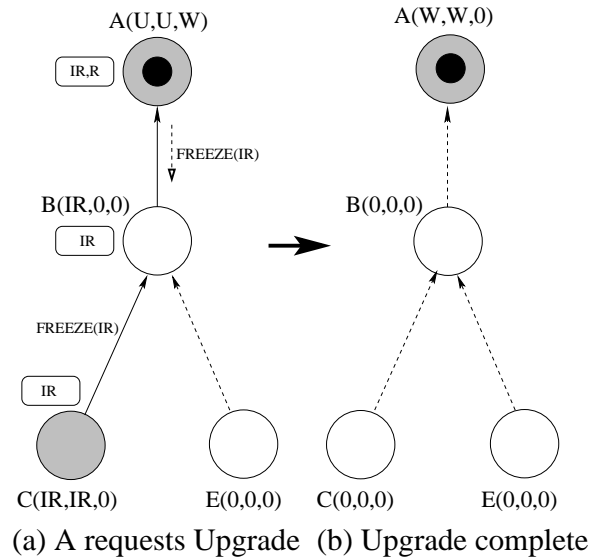 A(U,U,W)
A(W,W,0)
IR,R
FREEZE(IR)
B(IR,0,0)
B(0,0,0)
IR
FREEZE(IR)
IR
C(IR,IR,0)
E(0,0,0)
C(0,0,0)
E(0,0,0)
(a) A requests Upgrade
(b) Upgrade complete